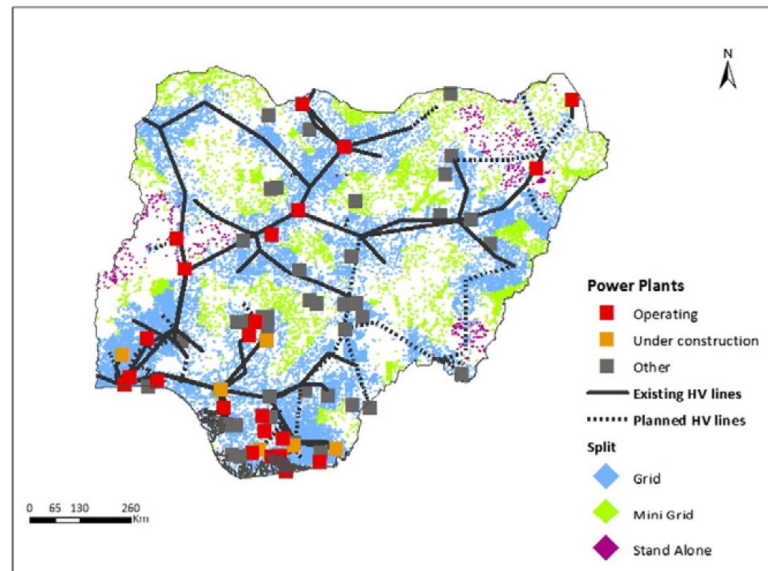 N
Power Plants
Operating
Under construction
Other
Existing HV lines
Planned HV lines
Split
Grid
Mini Grid
Stand Alone
0 65 130 260
Km